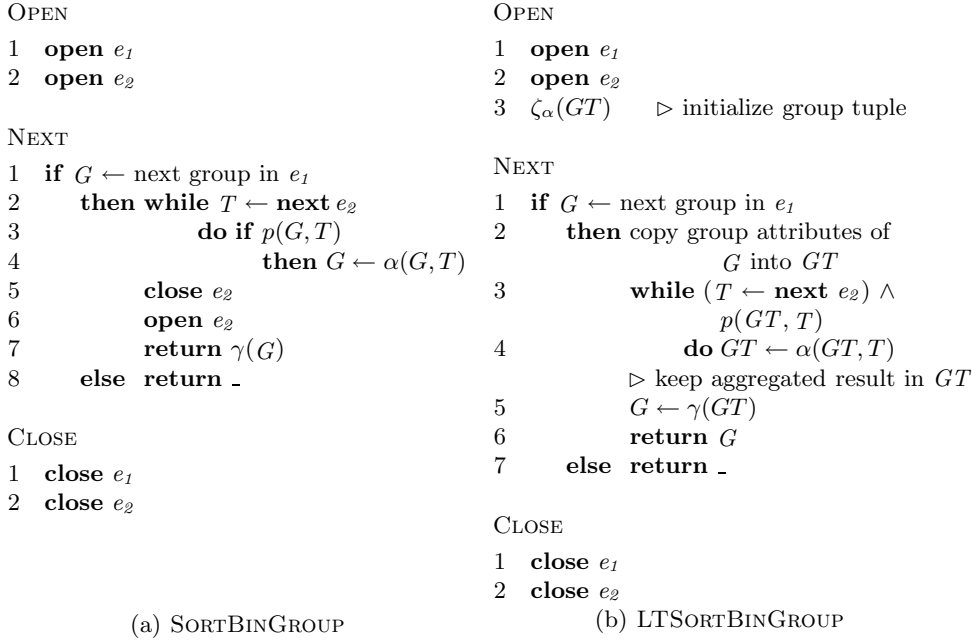 OPEN
1 open e1
2 open e2
NEXT
1 if G ← next group in e1
2 then while T ← next e2
3 do if p(G, T)
4 then G ← α(G, T)
5 close e2
6 open e2
7 return γ(G)
8 else return _
CLOSE
1 close e1
2 close e2
(a) SORTBINGROUP
OPEN
1 open e1
2 open e2
3 ζα(GT) ▷ initialize group tuple
NEXT
1 if G ← next group in e1
2 then copy group attributes of
G into GT
3 while (T ← next e2) ∧
p(GT, T)
4 do GT ← α(GT, T)
▷ keep aggregated result in GT
5 G ← γ(GT)
6 return G
7 else return _
CLOSE
1 close e1
2 close e2
(b) LTSORTBINGROUP